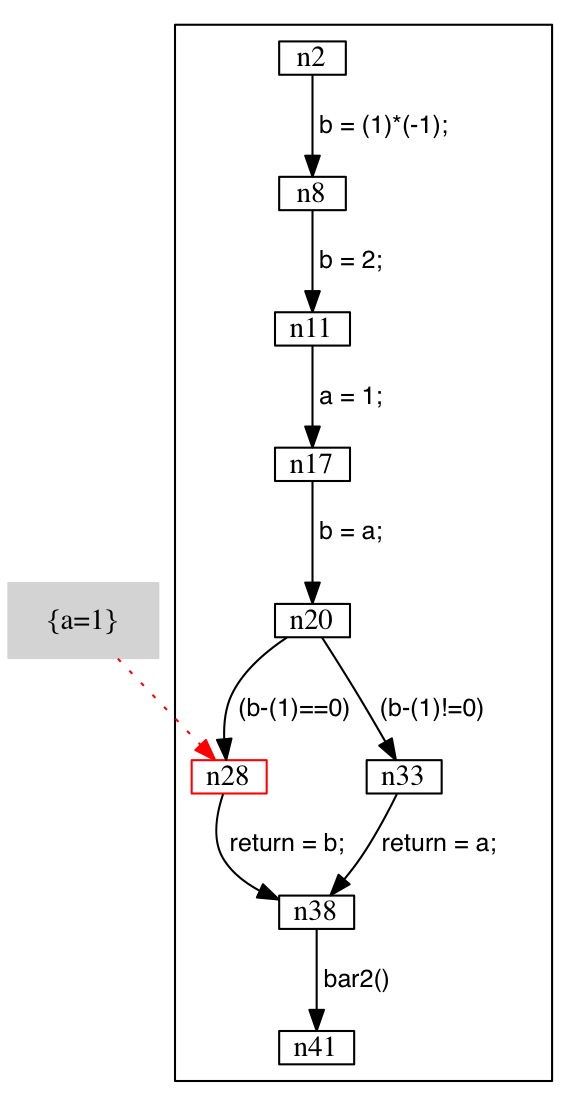 n2
b = (1)*(-1);
n8
b = 2;
n11
a = 1;
n17
b = a;
{a=1}
n20
(b-(1)==0)
(b-(1)!=0)
n28
n33
return = b;
return = a;
n38
bar2()
n41